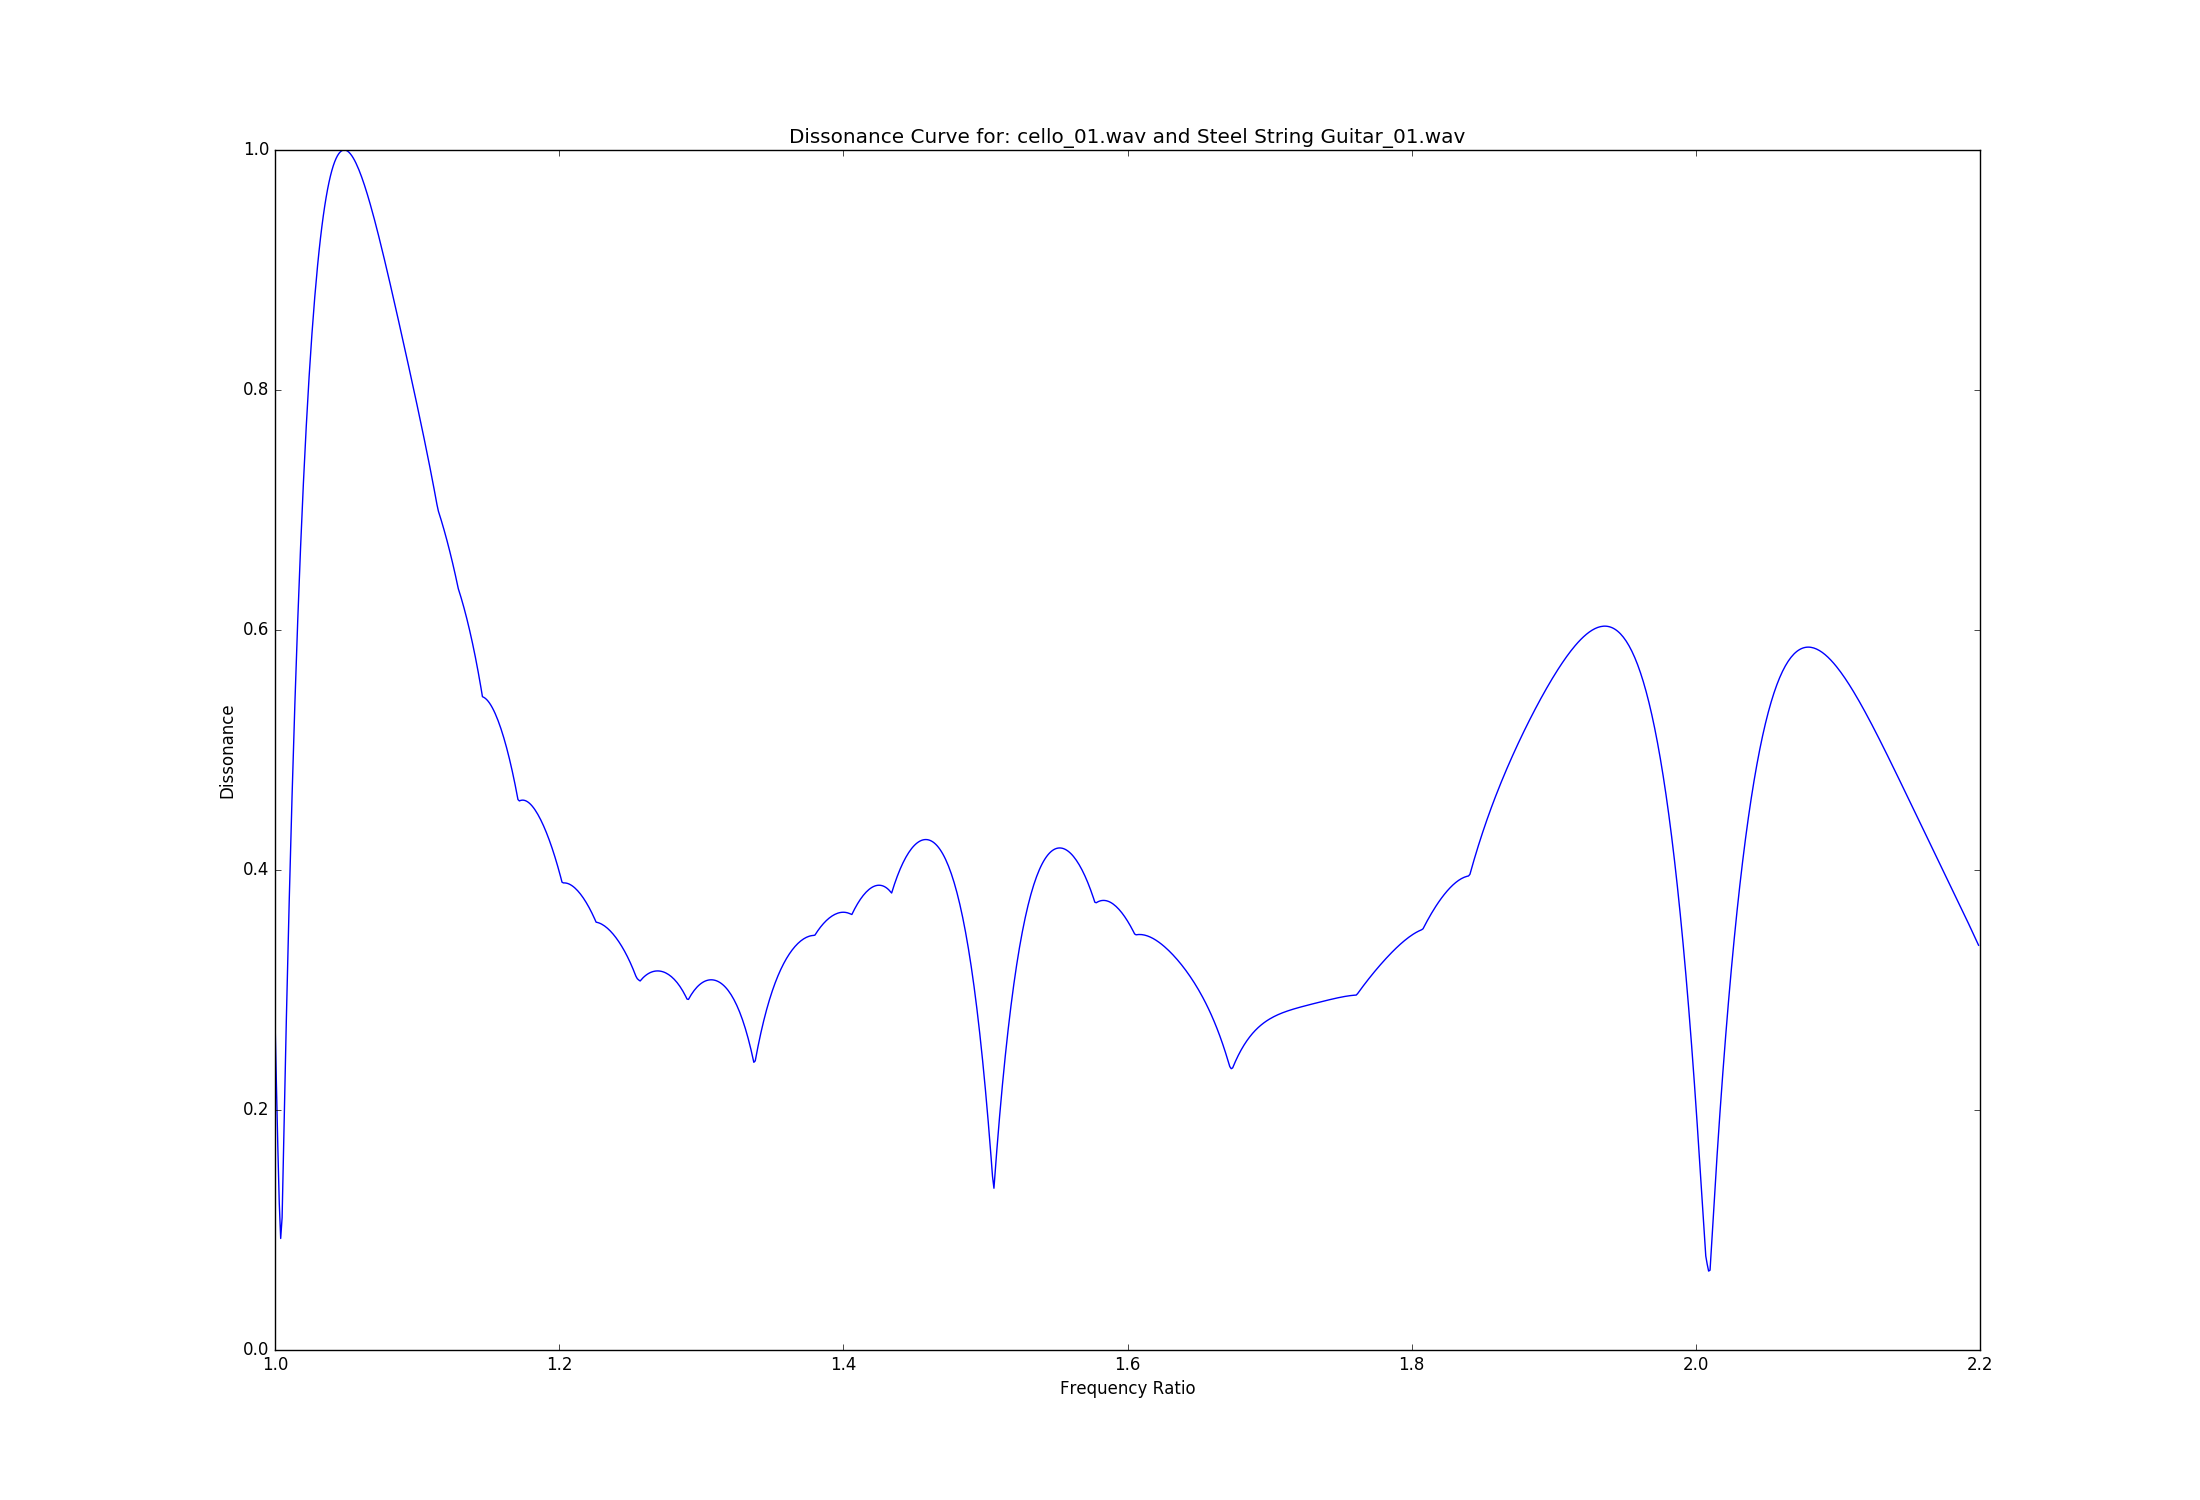 Dissonance Curve for: cello_01.wav and Steel String Guitar_01.wav
1.0
0.8
0.6
0.4
0.2
0.0
Dissonance
1.0 1.2 1.4 1.6 1.8 2.0 2.2
Frequency Ratio